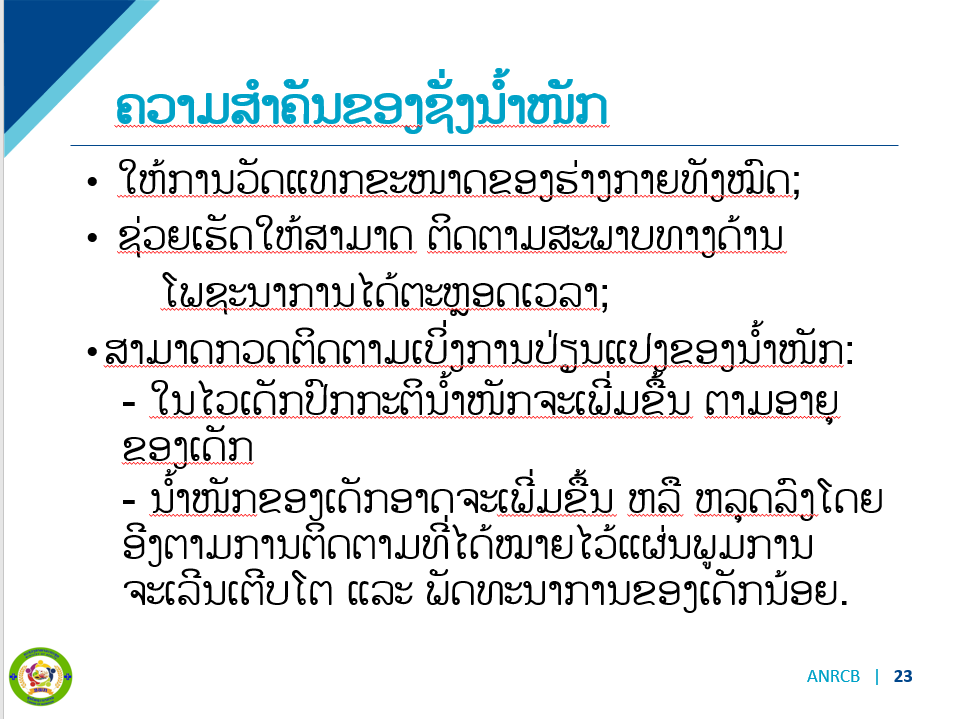 ຄວາມສຳຄັນຂອງຊັ່ງນ້ຳໜັກ
• ໃຫ້ການວັດແທກຂະໜາດຂອງຮ່າງກາຍທັງໝົດ;
• ຊ່ວຍເຮັດໃຫ້ສາມາດ ຕິດຕາມສະພາບທາງດ້ານ
ໂພຊະນາການໄດ້ຕະຫຼອດເວລາ;
• ສາມາດກວດຕິດຕາມເບິ່ງການປ່ຽນແປງຂອງນ້ຳໜັກ:
- ໃນໄວເດັກປົກກະຕິນ້ຳໜັກຈະເພີ່ມຂຶ້ນ ຕາມອາຍຸ
ຂອງເດັກ
- ນ້ຳໜັກຂອງເດັກອາດຈະເພີ່ມຂຶ້ນ ຫລື ຫລຸດລົງໂດຍ
ອີງຕາມການຕິດຕາມທີ່ໄດ້ໝາຍໄວ້ແຜ່ນພູມການ
ຈະເລີນເຕີບໂຕ ແລະ ພັດທະນາການຂອງເດັກນ້ອຍ.
ANRCB | 23